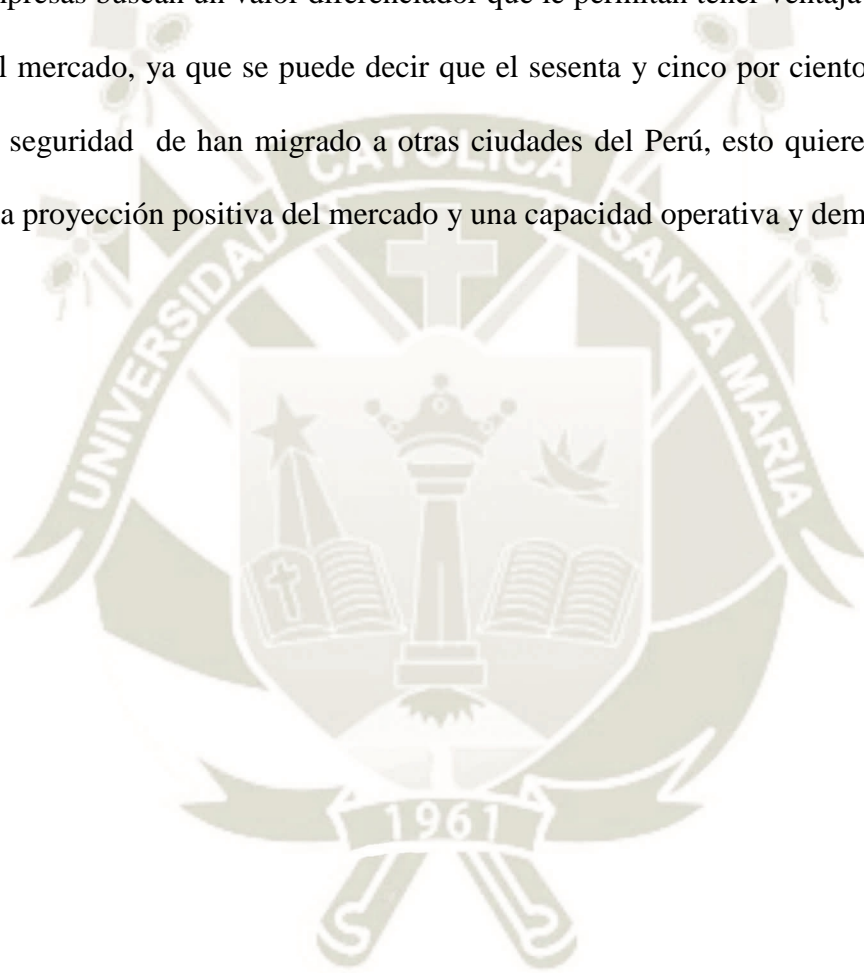 mpresas buscan un valor diferenciador que le permitan tener ventaja
l mercado, ya que se puede decir que el sesenta y cinco por ciento
seguridad de han migrado a otras ciudades del Perú, esto quiere
a proyección positiva del mercado y una capacidad operativa y dem
UNIVERSIDAD CATOLICA SANTA MARIA
1961